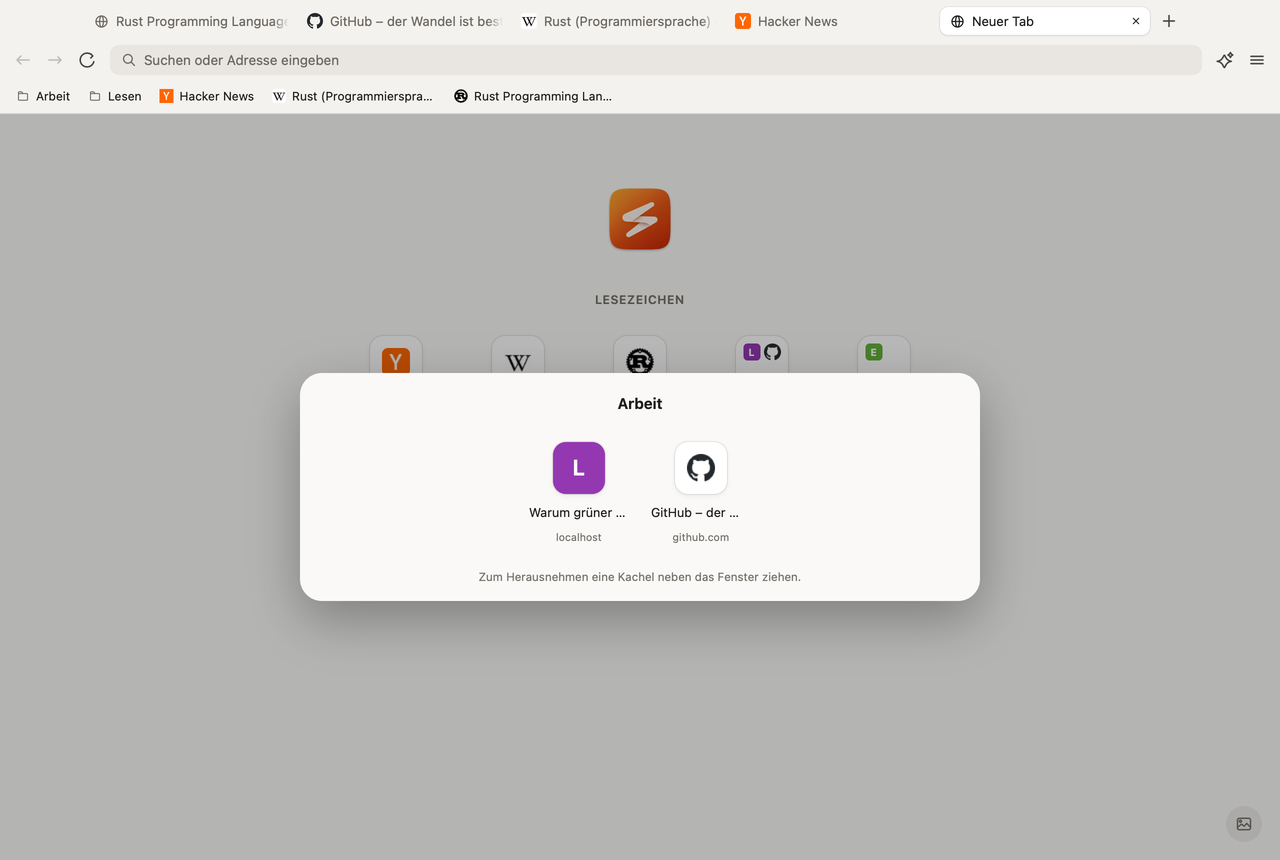 Rust Programming Language
GitHub – der Wandel ist bes
W Rust (Programmiersprache)
Y Hacker News
Neuer Tab
Suchen oder Adresse eingeben
Arbeit
Lesen
Y Hacker News
W Rust (Programmierspra...
R Rust Programming Lan...
LESEZEICHEN
Y
W
R
L
E
Arbeit
L
Warum grüner ...
GitHub – der ...
localhost
github.com
Zum Herausnehmen eine Kachel neben das Fenster ziehen.